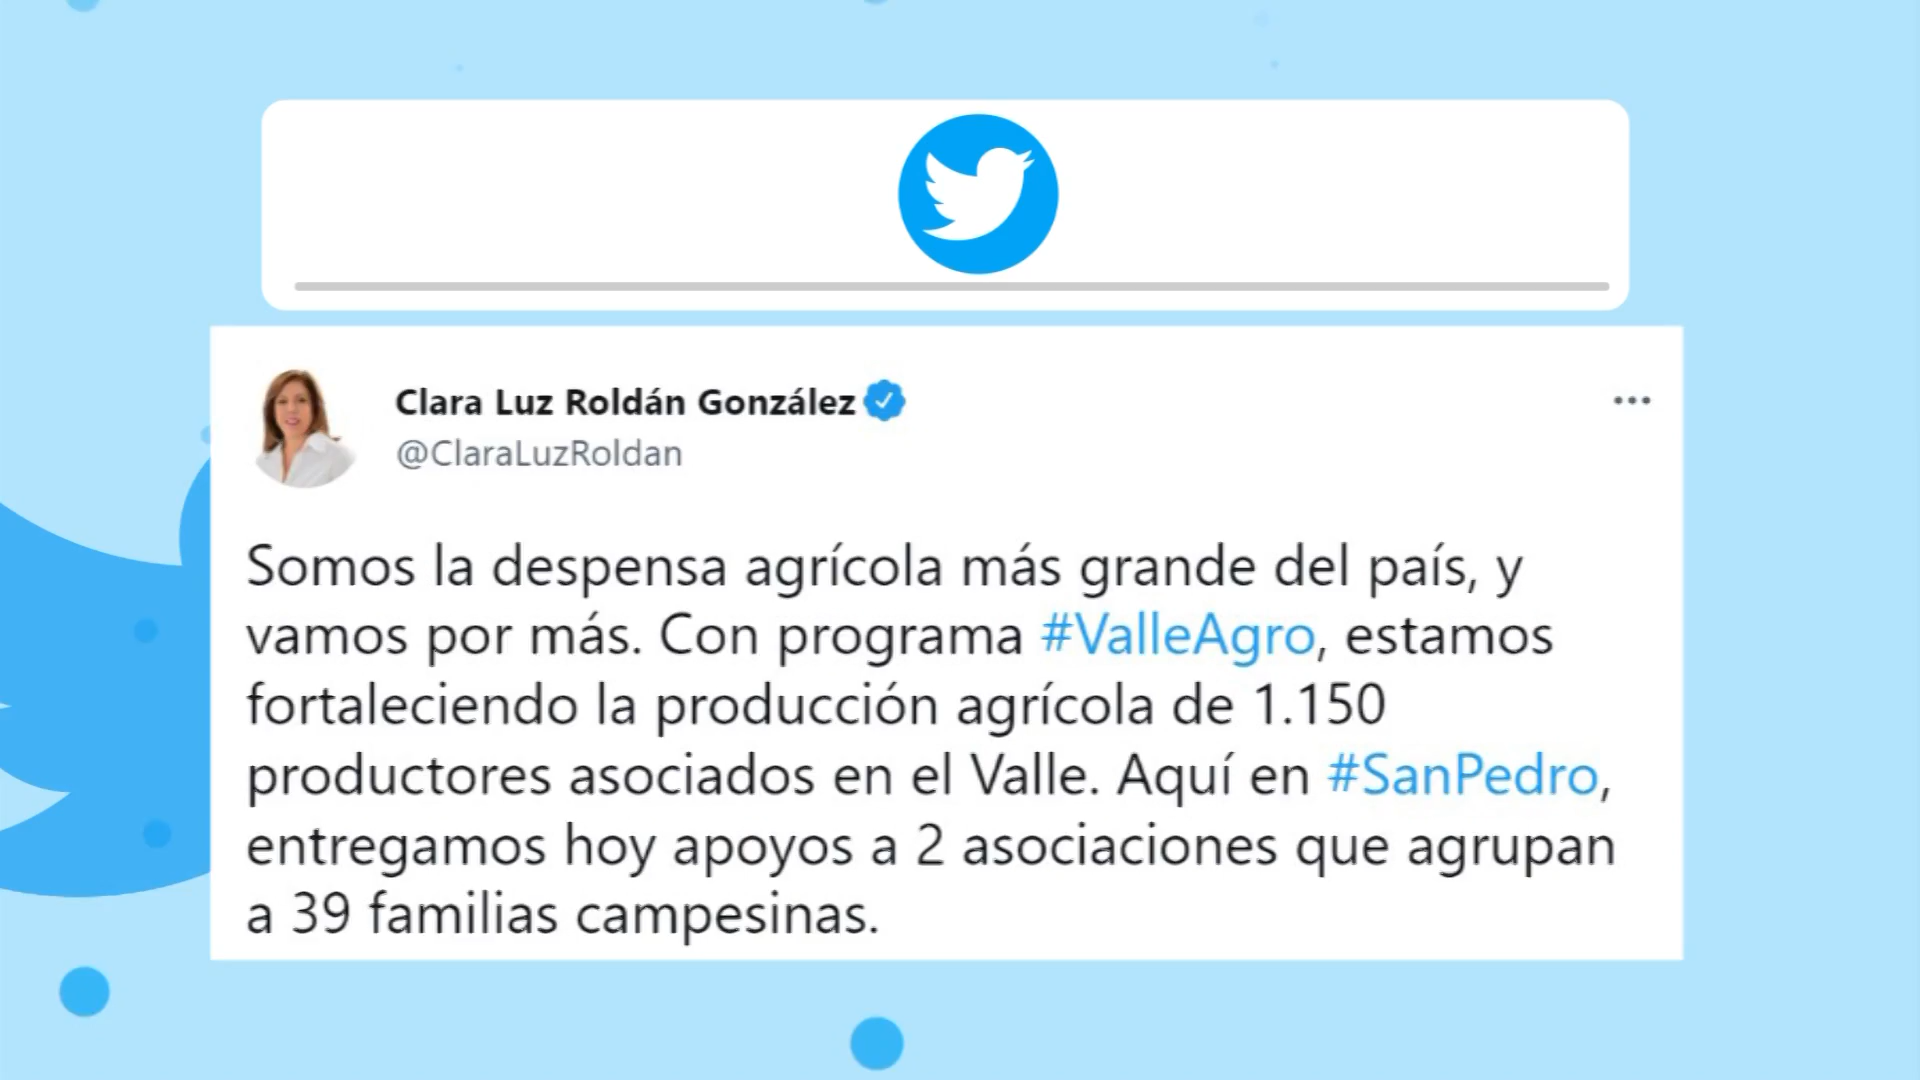 Clara Luz Roldán González
@ClaraLuzRoldan
Somos la despensa agrícola más grande del país, y
vamos por más. Con programa #ValleAgro, estamos
fortaleciendo la producción agrícola de 1.150
productores asociados en el Valle. Aquí en #SanPedro,
entregamos hoy apoyos a 2 asociaciones que agrupan
a 39 familias campesinas.